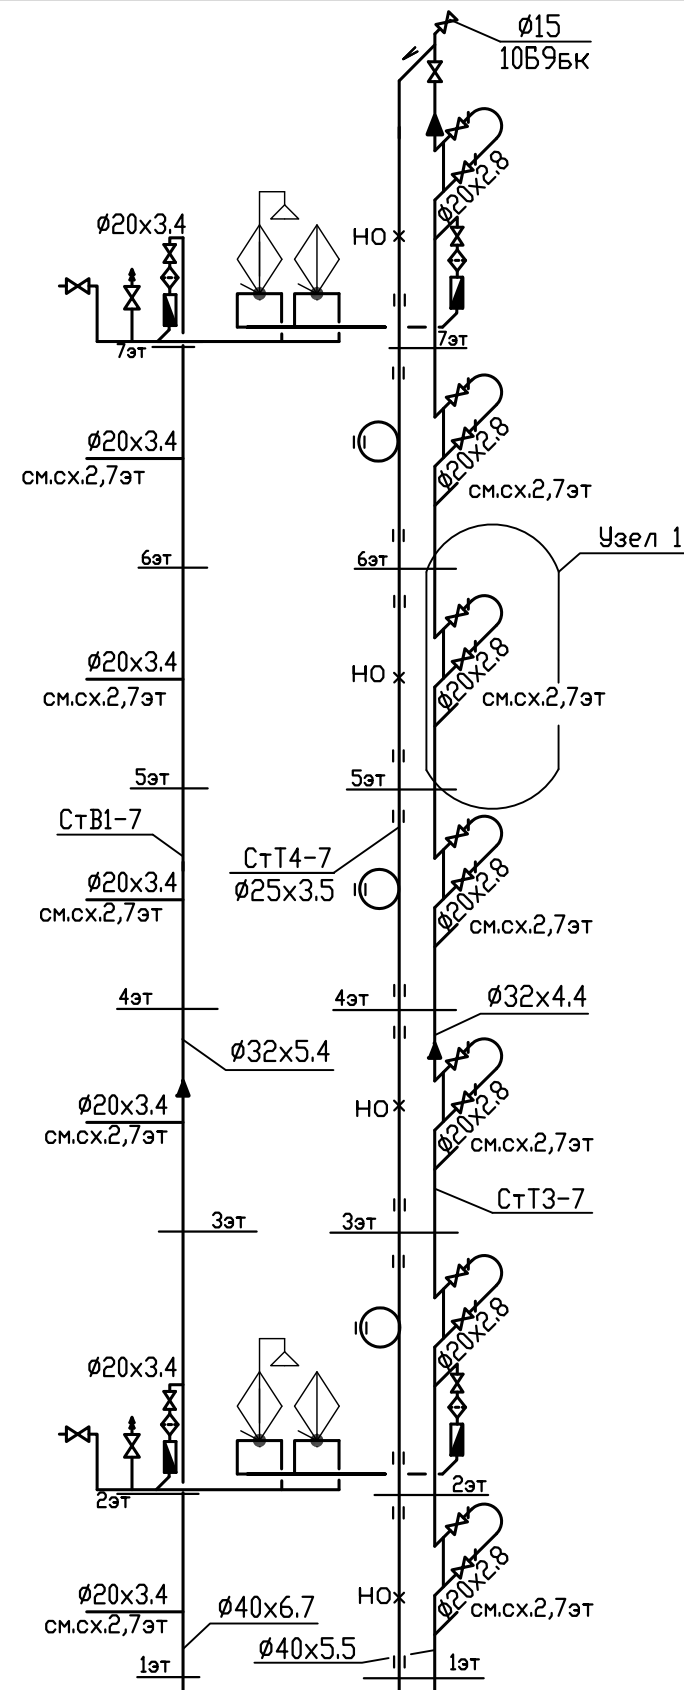 Ø15
10Б9бк
Ø20x2.8
Ø20x3.4
НО
7эт
7эт
Ø20x2.8
Ø20x3.4
см.сх.2,7эт
см.сх.2,7эт
Узел 1
6эт
6эт
Ø20x2.8
Ø20x3.4
НО
см.сх.2,7эт
см.сх.2,7эт
5эт
5эт
СтВ1-7
СтТ4-7
Ø25x3.5
Ø20x2.8
Ø20x3.4
см.сх.2,7эт
см.сх.2,7эт
4эт
4эт
Ø32x4.4
Ø32x5.4
Ø20x2.8
Ø20x3.4
НО
см.сх.2,7эт
см.сх.2,7эт
СтТ3-7
3эт
3эт
Ø20x2.8
Ø20x3.4
2эт
2эт
Ø20x2.8
Ø20x3.4
НО
Ø40x6.7
см.сх.2,7эт
см.сх.2,7эт
Ø40x5.5
1эт
1эт